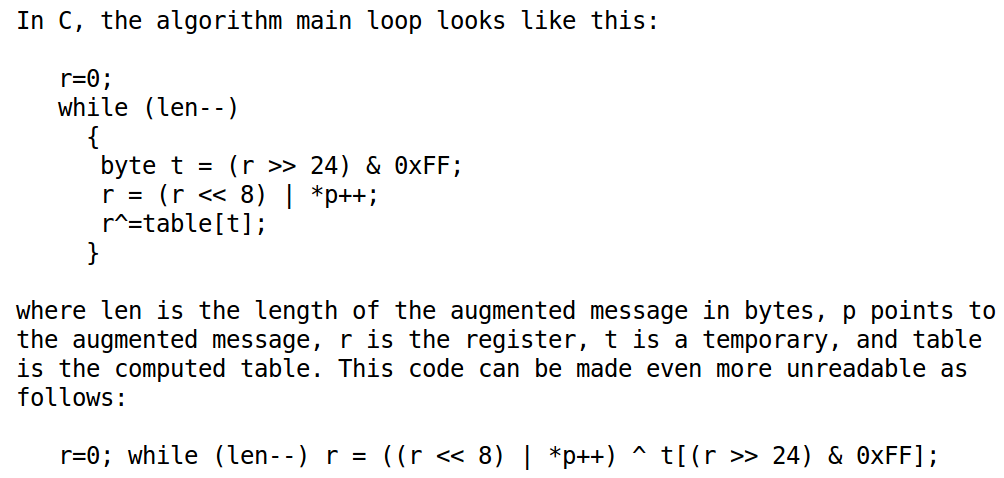 In C, the algorithm main loop looks like this:

   r=0;
   while (len--)
     {
      byte t = (r >> 24) & 0xFF;
      r = (r << 8) | *p++;
      r^=table[t];
     }

where len is the length of the augmented message in bytes, p points to
the augmented message, r is the register, t is a temporary, and table
is the computed table. This code can be made even more unreadable as
follows:

   r=0; while (len--) r = ((r << 8) | *p++) ^ t[(r >> 24) & 0xFF];